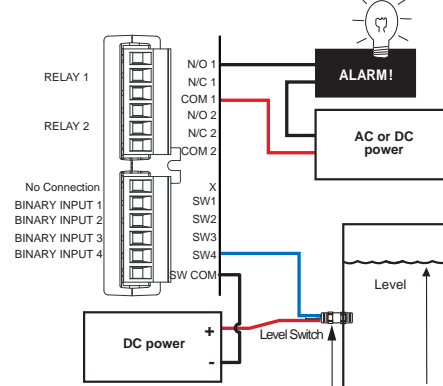 RELAY 1
RELAY 2
N/O 1
N/C 1
COM 1
N/O 2
N/C 2
COM 2
ALARM!
AC or DC
power
No Connection
BINARY INPUT 1
BINARY INPUT 2
BINARY INPUT 3
BINARY INPUT 4
X
SW1
SW2
SW3
SW4
SW COM
Level
Level Switch
DC power
+
-